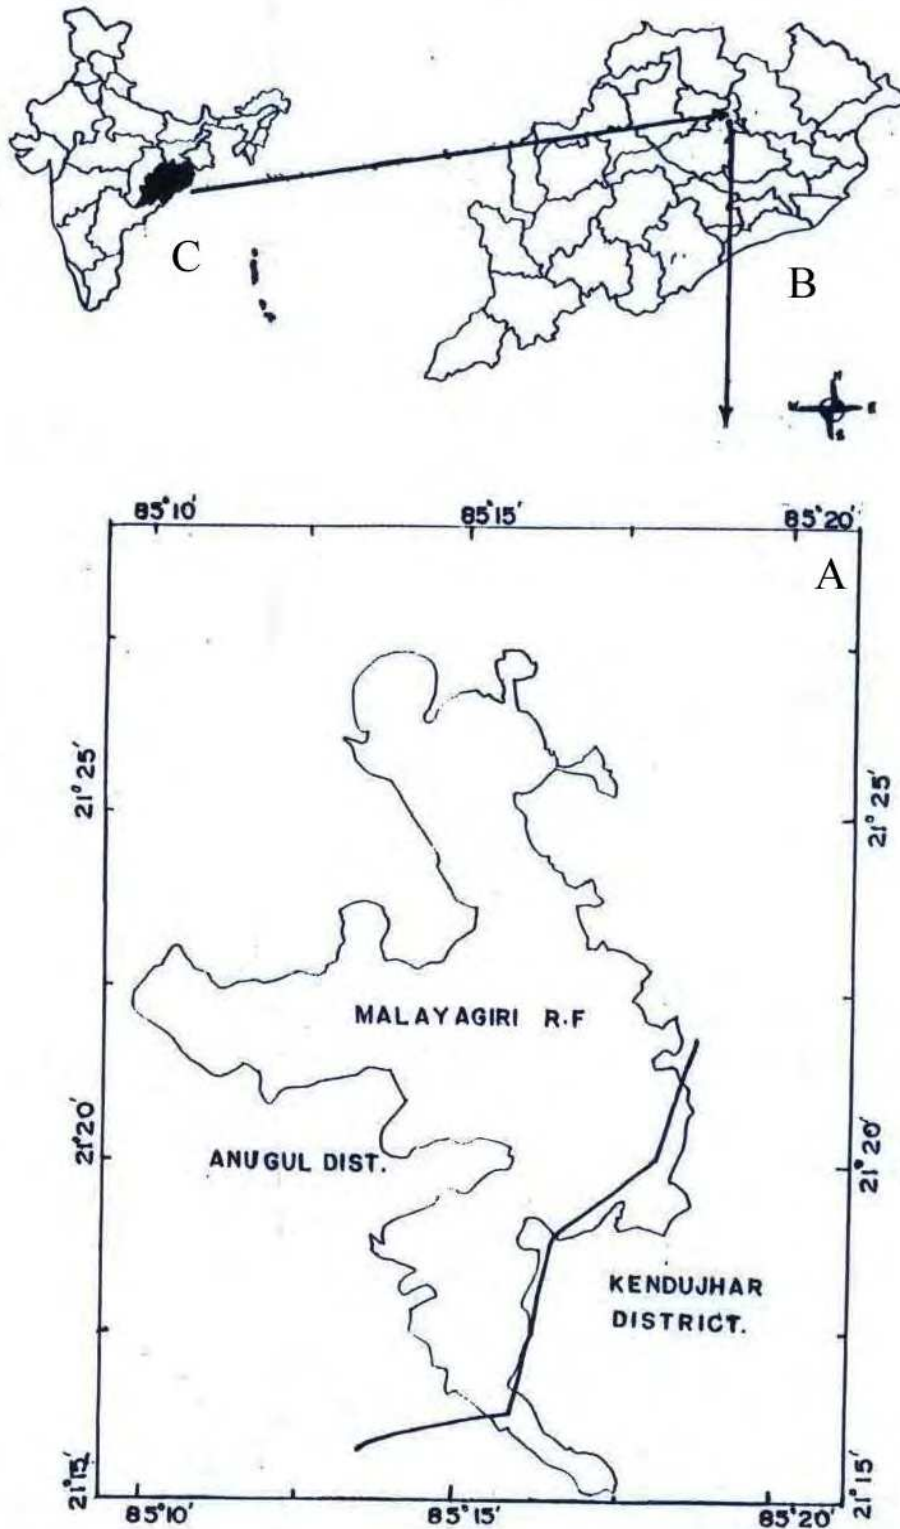 C
B
N
W E
S
85°10' 85°15' 85°20'
A
21°25'
21°25'
MALAYAGIRI R.F
21°20'
21°20'
ANUGUL DIST.
KENDUJHAR
DISTRICT.
21°15'
21°15'
85°10' 85°15' 85°20'